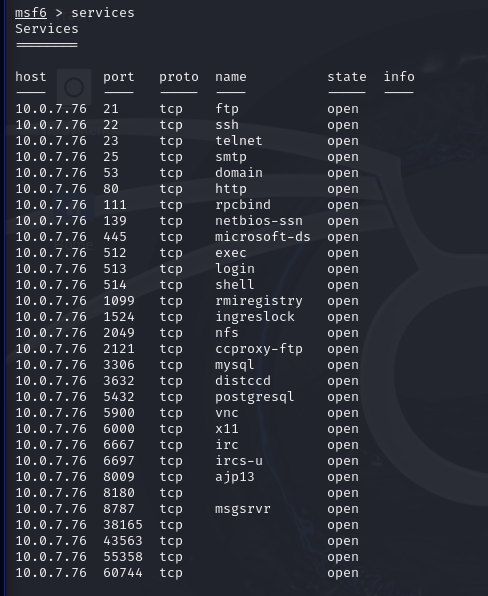 msf6 > services
Services
========
host port proto name state info
---- ---- ----- ---- ----- ----
10.0.7.76 21 tcp ftp open
10.0.7.76 22 tcp ssh open
10.0.7.76 23 tcp telnet open
10.0.7.76 25 tcp smtp open
10.0.7.76 53 tcp domain open
10.0.7.76 80 tcp http open
10.0.7.76 111 tcp rpcbind open
10.0.7.76 139 tcp netbios-ssn open
10.0.7.76 445 tcp microsoft-ds open
10.0.7.76 512 tcp exec open
10.0.7.76 513 tcp login open
10.0.7.76 514 tcp shell open
10.0.7.76 1099 tcp rmiregistry open
10.0.7.76 1524 tcp ingreslock open
10.0.7.76 2049 tcp nfs open
10.0.7.76 2121 tcp ccproxy-ftp open
10.0.7.76 3306 tcp mysql open
10.0.7.76 3632 tcp distccd open
10.0.7.76 5432 tcp postgresql open
10.0.7.76 5900 tcp vnc open
10.0.7.76 6000 tcp x11 open
10.0.7.76 6667 tcp irc open
10.0.7.76 6697 tcp ircs-u open
10.0.7.76 8009 tcp ajp13 open
10.0.7.76 8180 tcp open
10.0.7.76 8787 tcp msgsrvr open
10.0.7.76 38165 tcp open
10.0.7.76 43563 tcp open
10.0.7.76 55358 tcp open
10.0.7.76 60744 tcp open